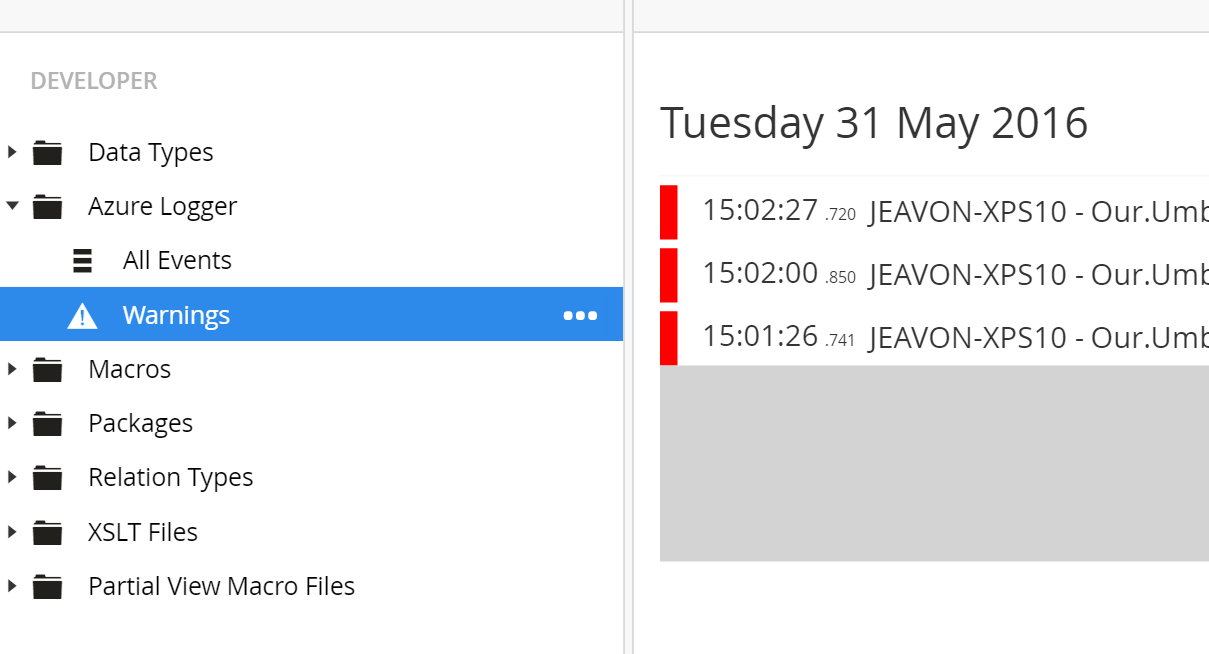 DEVELOPER
Data Types
Azure Logger
All Events
Warnings
Macros
Packages
Relation Types
XSLT Files
Partial View Macro Files
Tuesday 31 May 2016
15:02:27 .720 JEAVON-XPS10 - Our.Umb
15:02:00 .850 JEAVON-XPS10 - Our.Umb
15:01:26 .741 JEAVON-XPS10 - Our.Umb